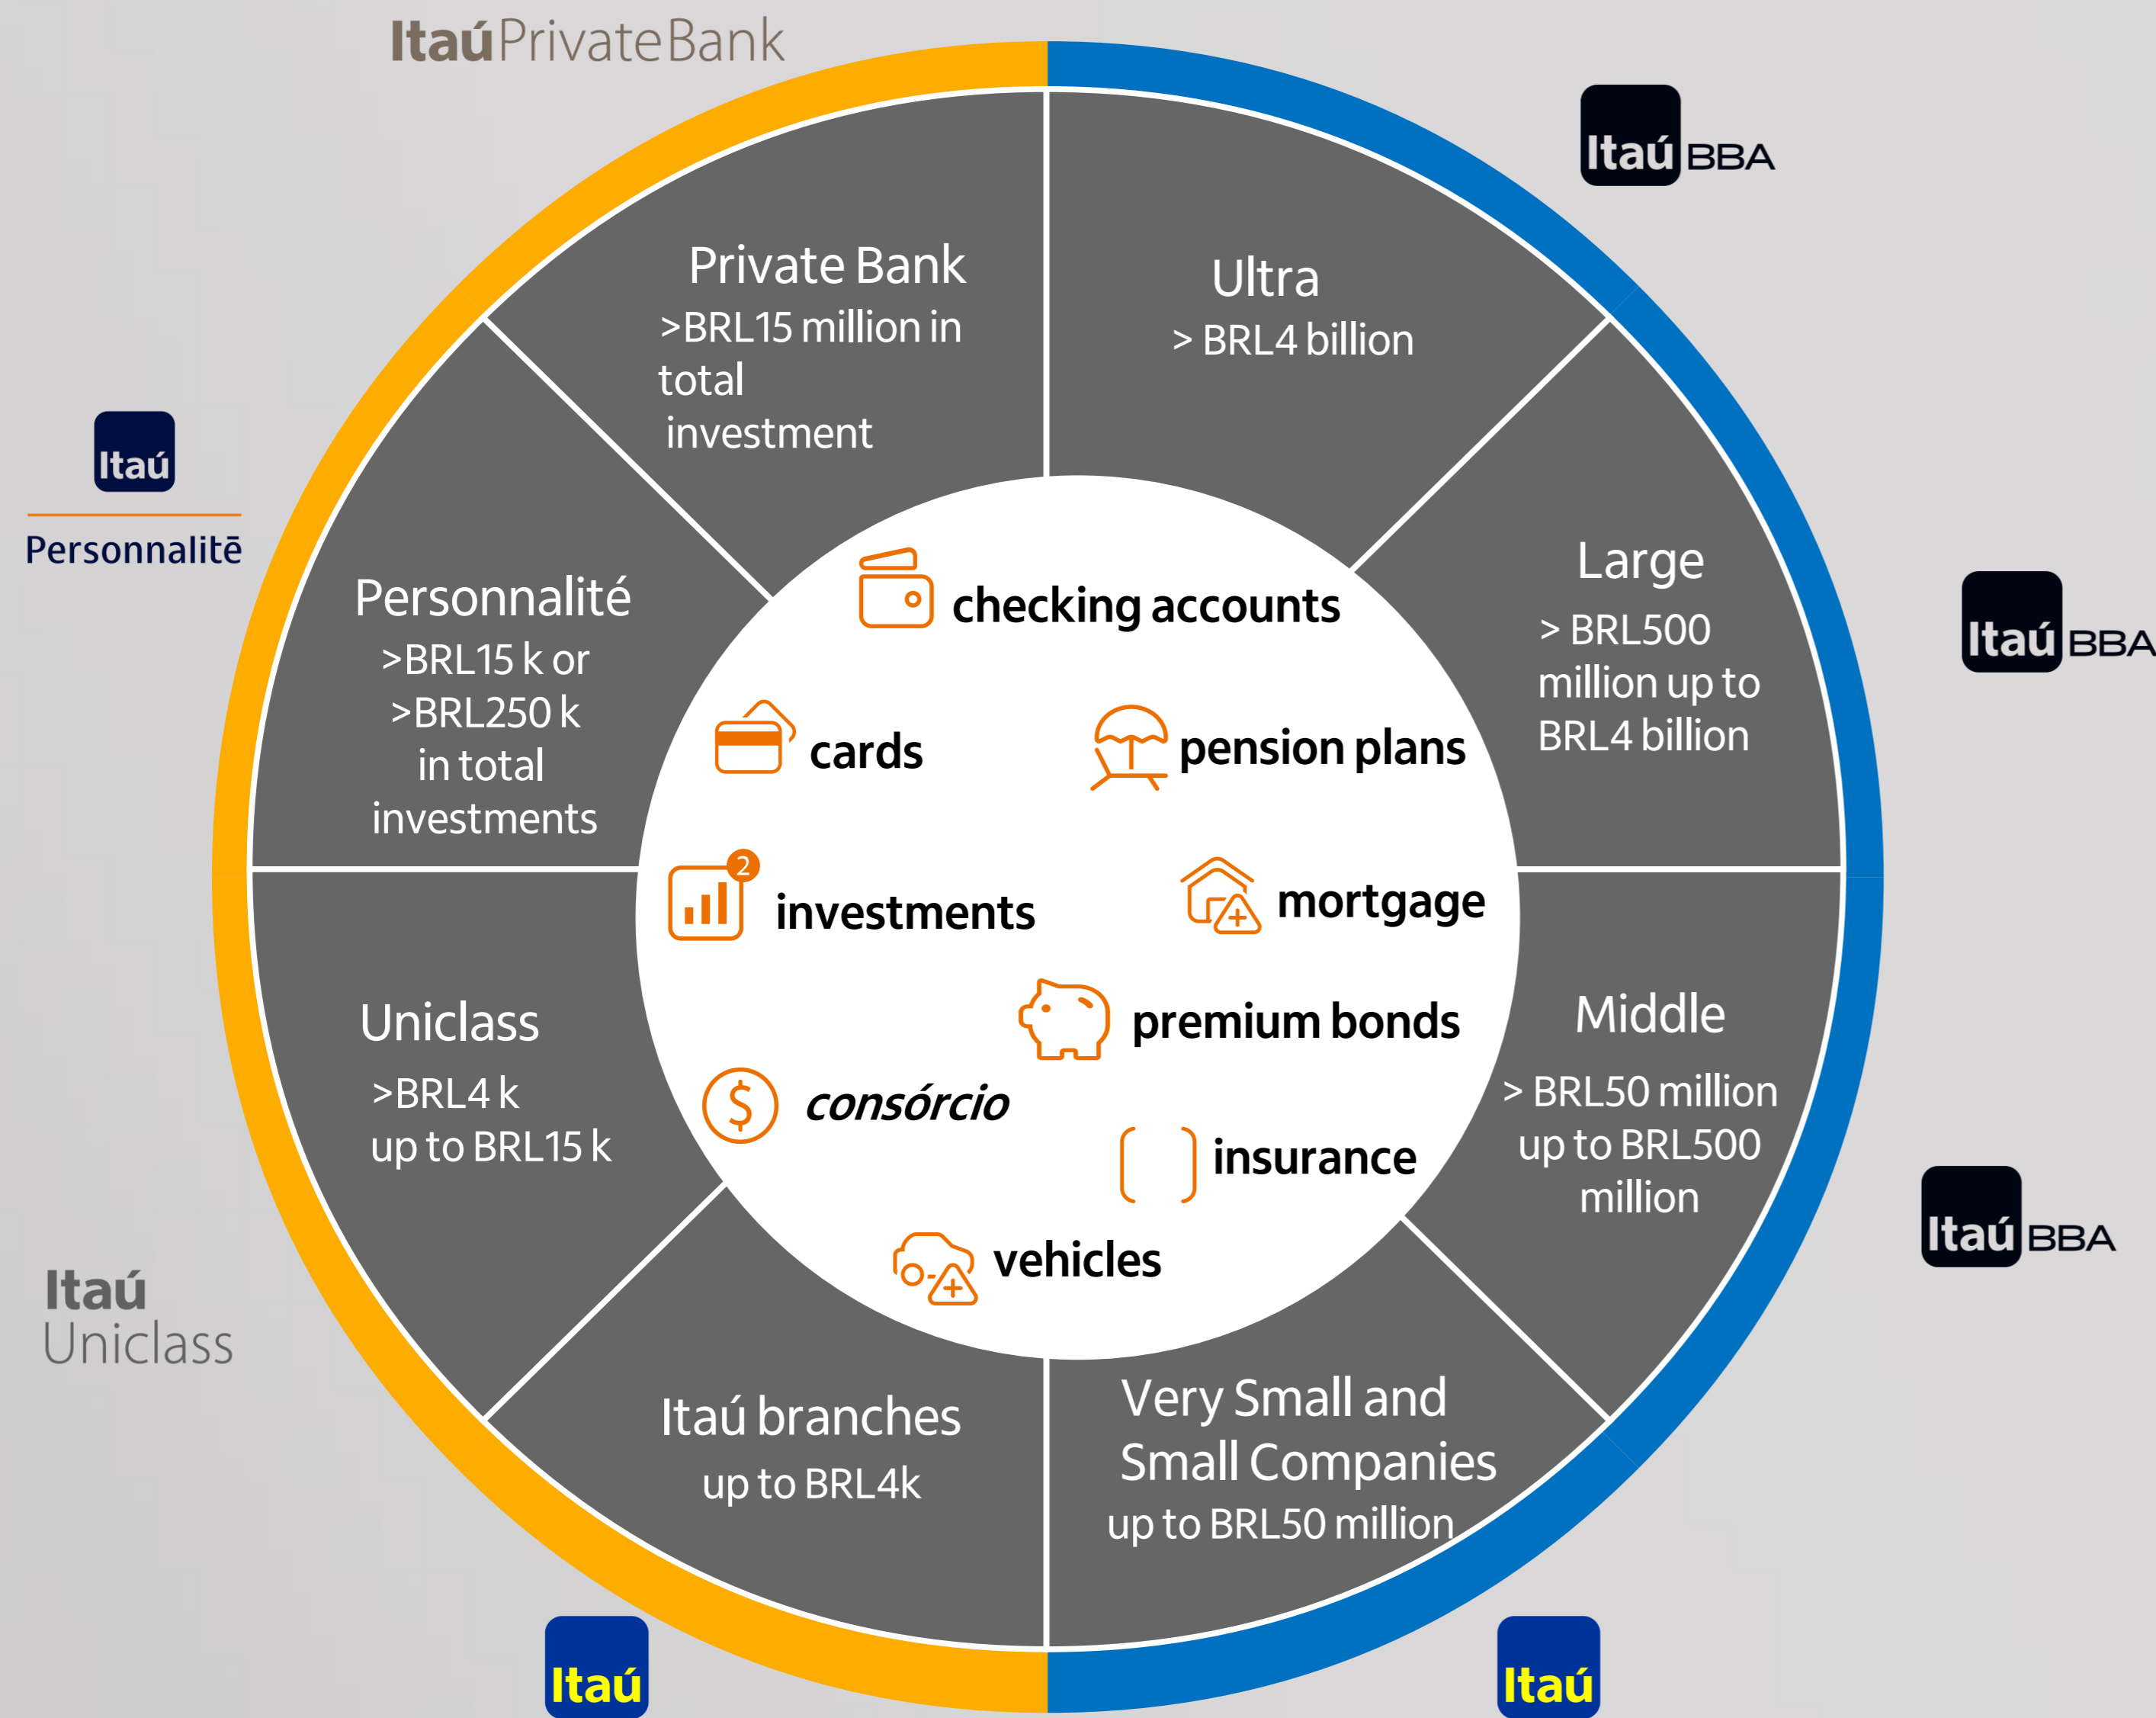 ItaúPrivateBank
Itaú BBA
Private Bank
>BRL15 million in
total
investment
Ultra
> BRL4 billion
Itaú
Personnalitē
Personnalité
>BRL15 k or
>BRL250 k
in total
investments
Large
> BRL500
million up to
BRL4 billion
Itaú BBA
checking accounts
cards
pension plans
2
investments
mortgage
premium bonds
consórcio
insurance
vehicles
Uniclass
>BRL4 k
up to BRL15 k
Middle
> BRL50 million
up to BRL500
million
Itaú BBA
Itaú
Uniclass
Itaú branches
up to BRL4k
Very Small and
Small Companies
up to BRL50 million
Itaú
Itaú